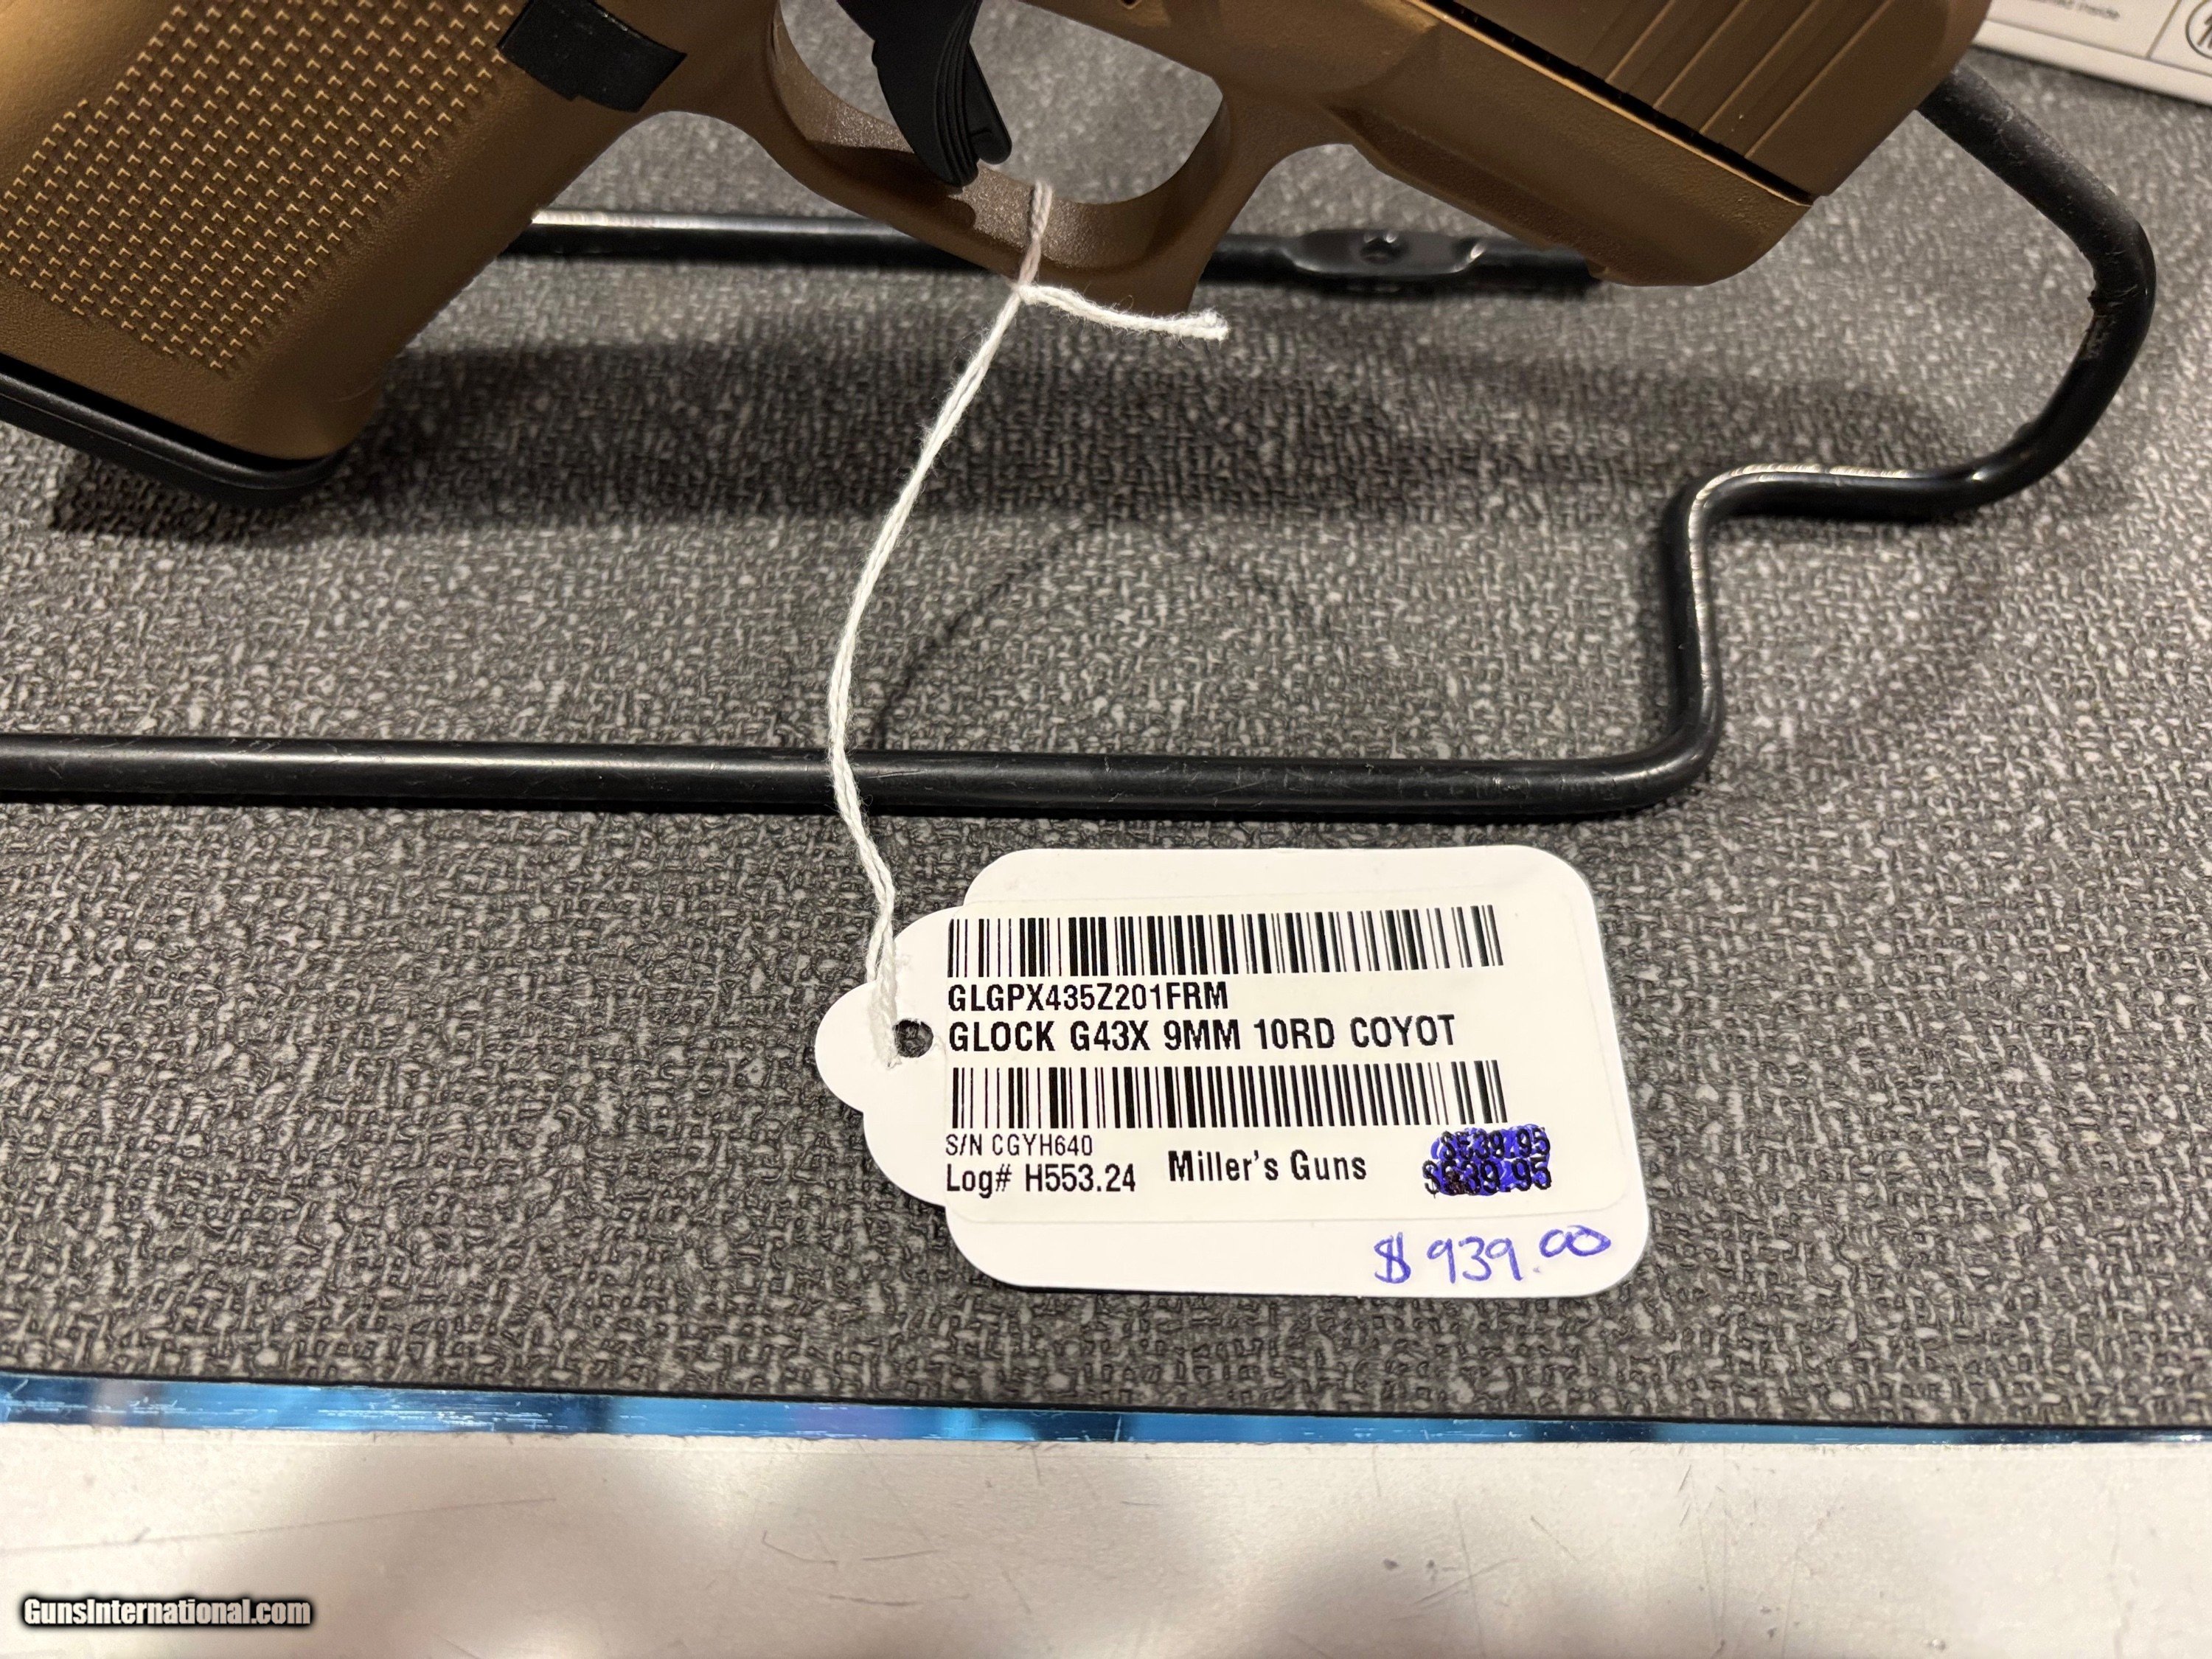 GLGPX435Z201FRM
GLOCK G43X 9MM 10RD COYOT
S/N CGYH640
Log# H553.24 Miller's Guns
$939.00
GunsInternational.com